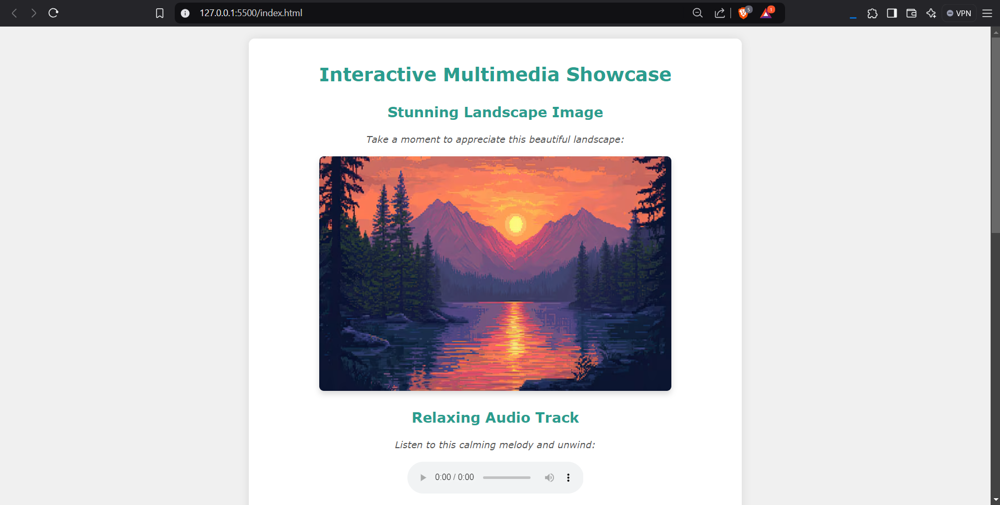 127.0.0.1:5500/index.html
5
1
VPN
Interactive Multimedia Showcase
Stunning Landscape Image
Take a moment to appreciate this beautiful landscape:
Relaxing Audio Track
Listen to this calming melody and unwind:
0:00 / 0:00